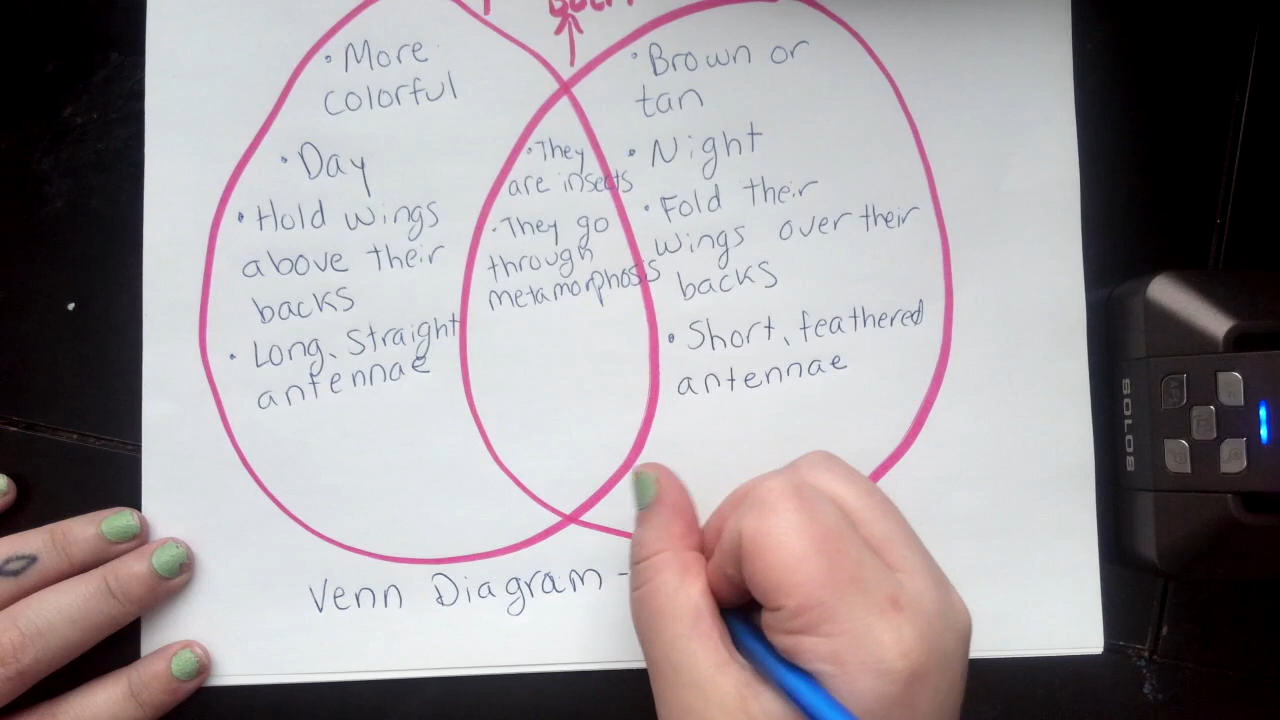 • More
colorful
• Day
• Hold wings
above their
backs
• Long, straight
antennae
• They
are insects
• They go
through
metamorphosis
• Brown or
tan
• Night
• Fold their
wings over their
backs
• Short, feathered
antennae
Venn Diagram -
SOLO8